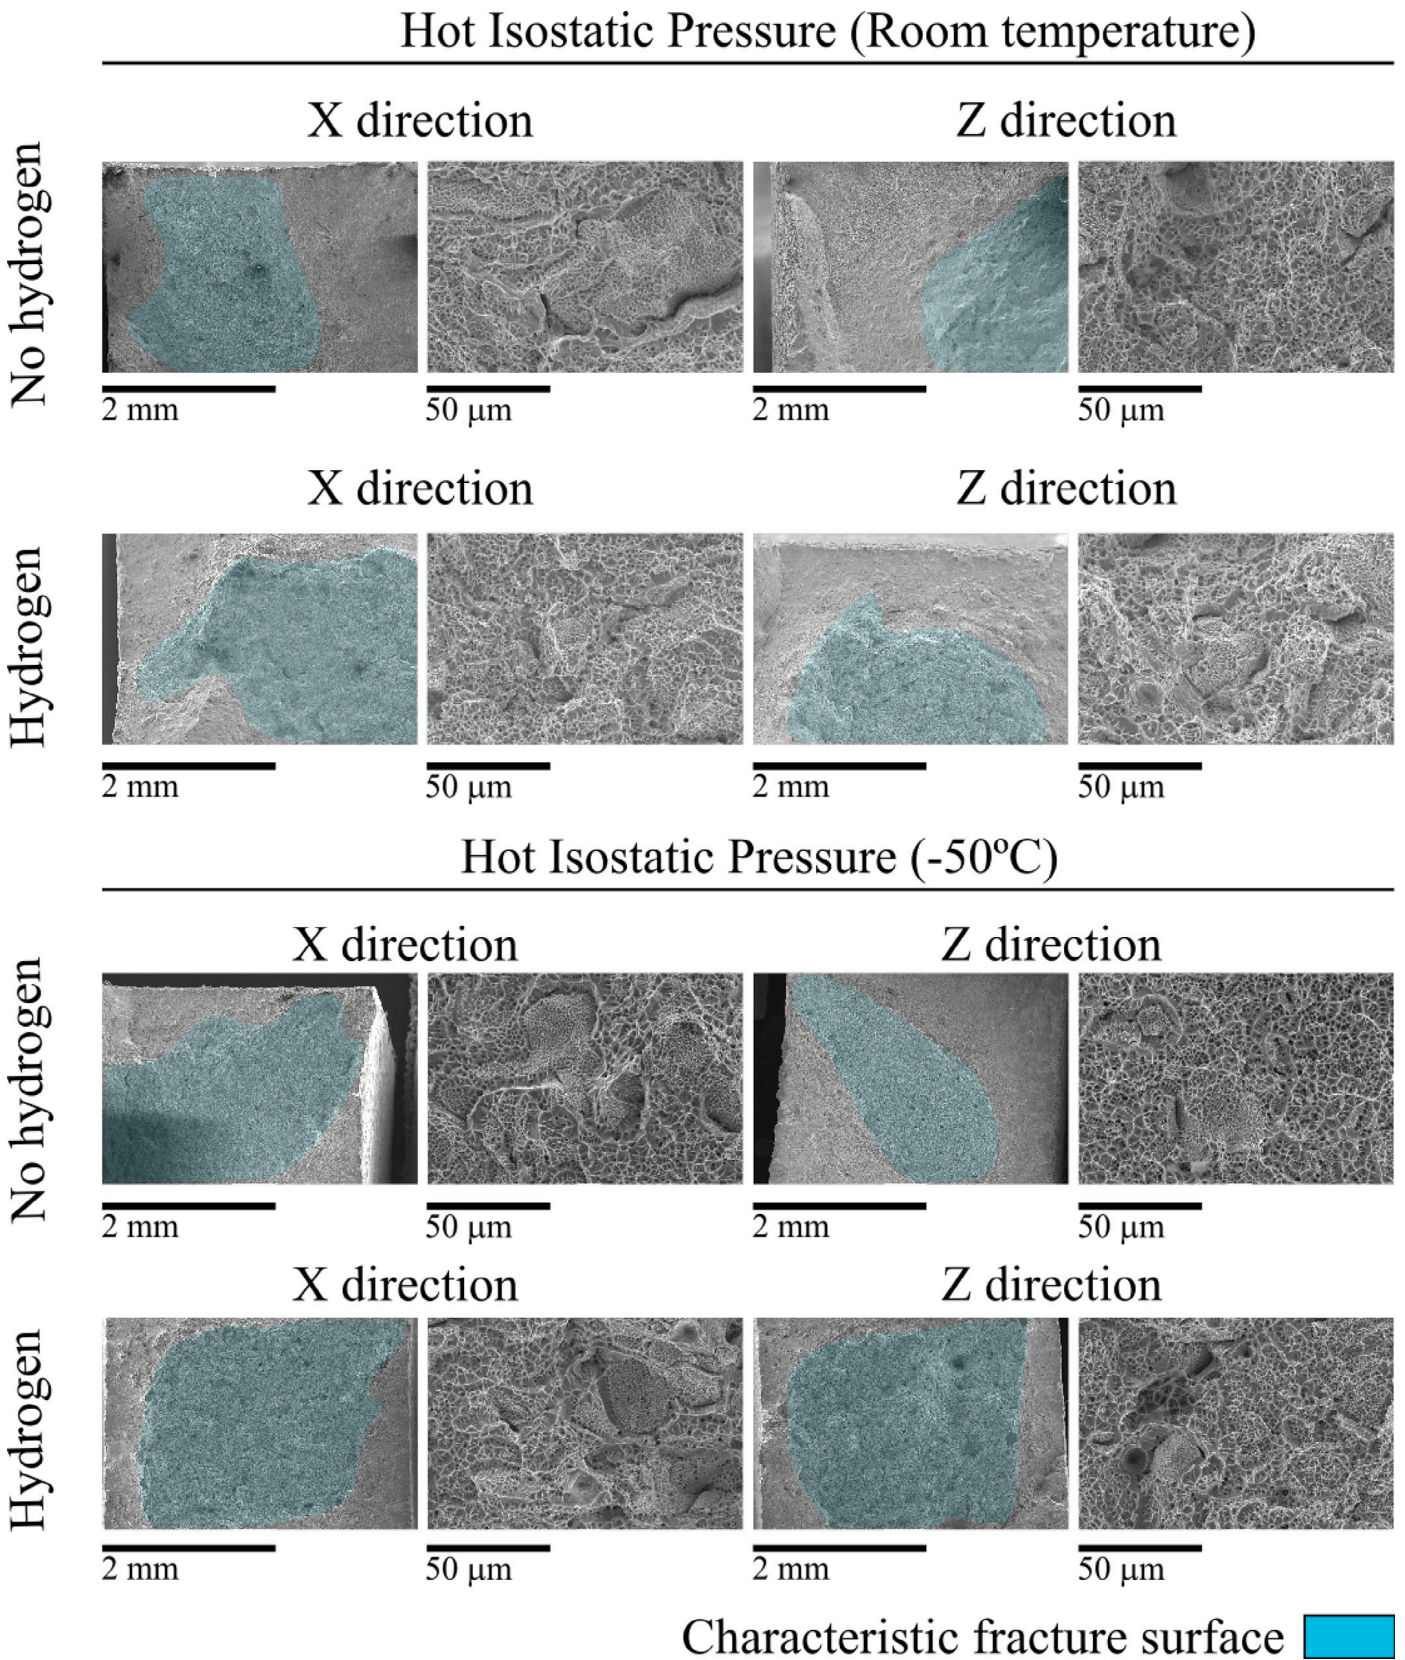 Hot Isostatic Pressure (Room temperature)
X direction
Z direction
No hydrogen
2 mm
50 μm
2 mm
50 μm
X direction
Z direction
Hydrogen
2 mm
50 μm
2 mm
50 μm
Hot Isostatic Pressure (-50ºC)
X direction
Z direction
No hydrogen
2 mm
50 μm
2 mm
50 μm
X direction
Z direction
Hydrogen
2 mm
50 μm
2 mm
50 μm
Characteristic fracture surface